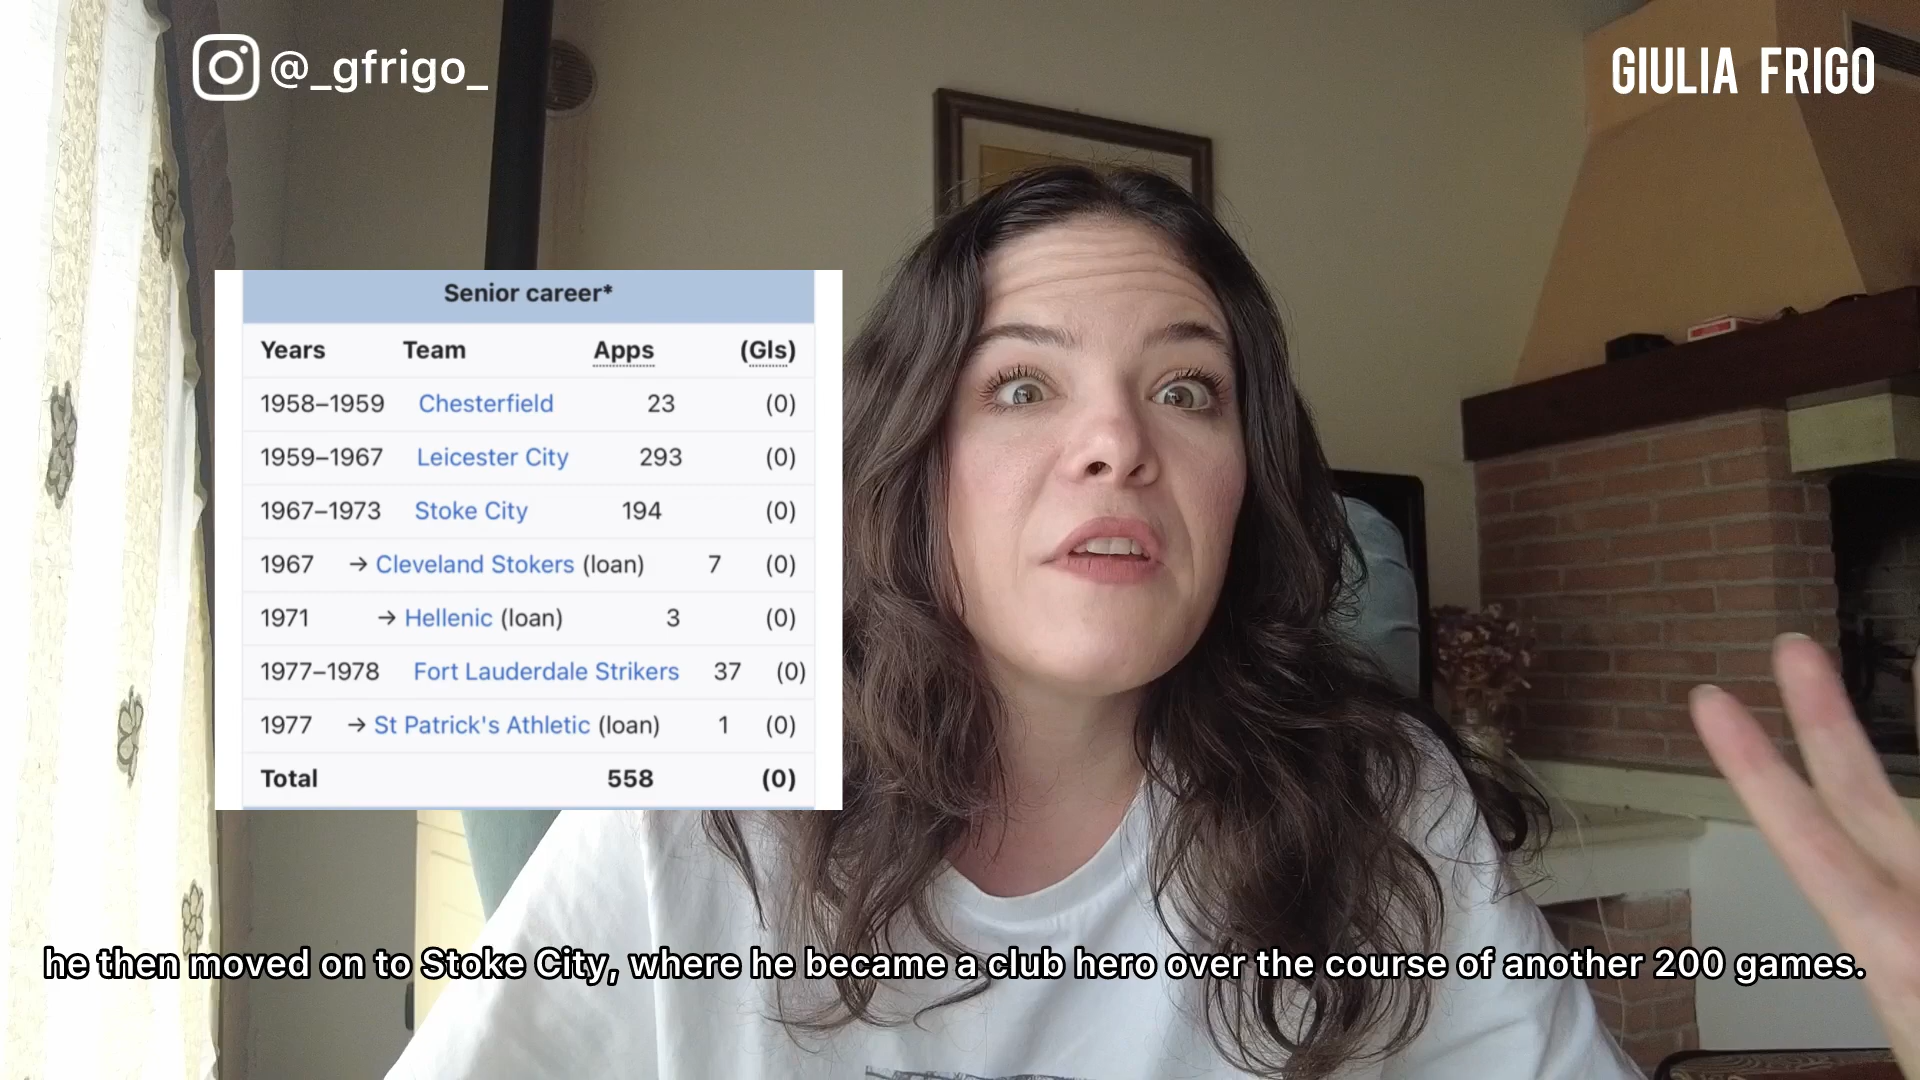 @_gfrigo_
GIULIA FRIGO
Senior career*
Years Team Apps (Gls)
1958–1959 Chesterfield 23 (0)
1959–1967 Leicester City 293 (0)
1967–1973 Stoke City 194 (0)
1967 → Cleveland Stokers (loan) 7 (0)
1971 → Hellenic (loan) 3 (0)
1977–1978 Fort Lauderdale Strikers 37 (0)
1977 → St Patrick's Athletic (loan) 1 (0)
Total 558 (0)
he then moved on to Stoke City, where he became a club hero over the course of another 200 games.